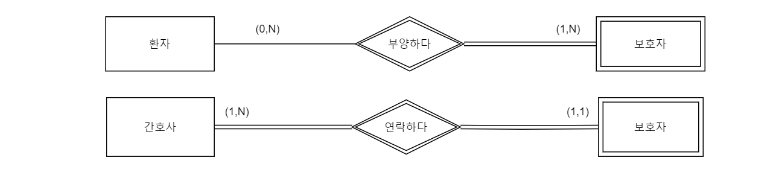 (0,N)
(1,N)
환자
부양하다
보호자
(1,N)
(1,1)
간호사
연락하다
보호자